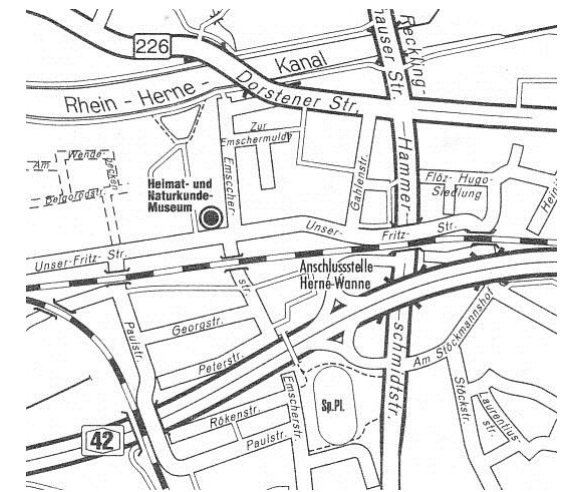 226
Rhein - Herne - Kanal
Dorstener Str.
Reckling-
hauser Str.
Hammer-
schmidtstr.
Zur
Emschermulde
Am
Wende-
becken
Emsccher-
str.
Gahlenstr.
Flöz- Hugo-
Siedlung
Heimat- und
Naturkunde-
Museum
Unser- Fritz- Str.
Unser-Fritz- Str.
Anschlussstelle
Herne-Wanne
Georgstr.
Peterstr.
Paulstr.
Emscherstr.
Sp.Pl.
Rökenstr.
Paulstr.
42
Am Stöckmannshof
Stöckstr.
Laurentius-
str.